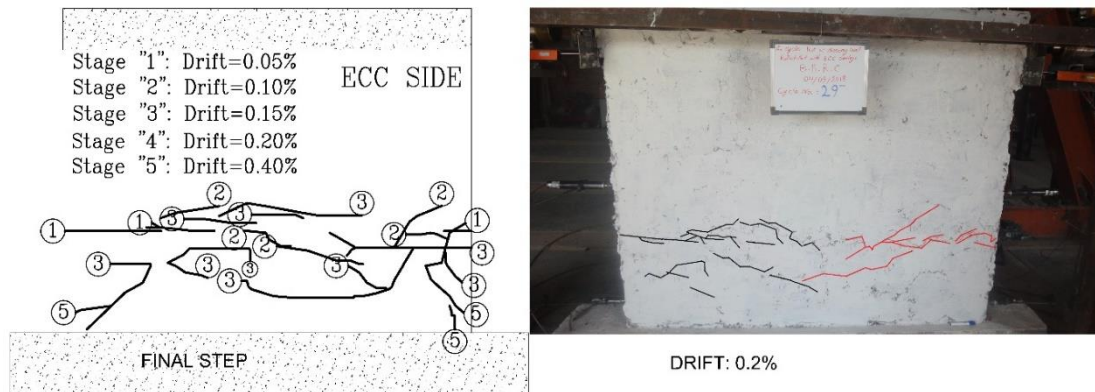 Stage "1": Drift=0.05%
Stage "2": Drift=0.10%
Stage "3": Drift=0.15%
Stage "4": Drift=0.20%
Stage "5": Drift=0.40%
ECC SIDE
2
2
1
3
3
3
1
1
2
2
2
3
3
3
3
3
3
3
5
5
5
FINAL STEP
29
DRIFT: 0.2%